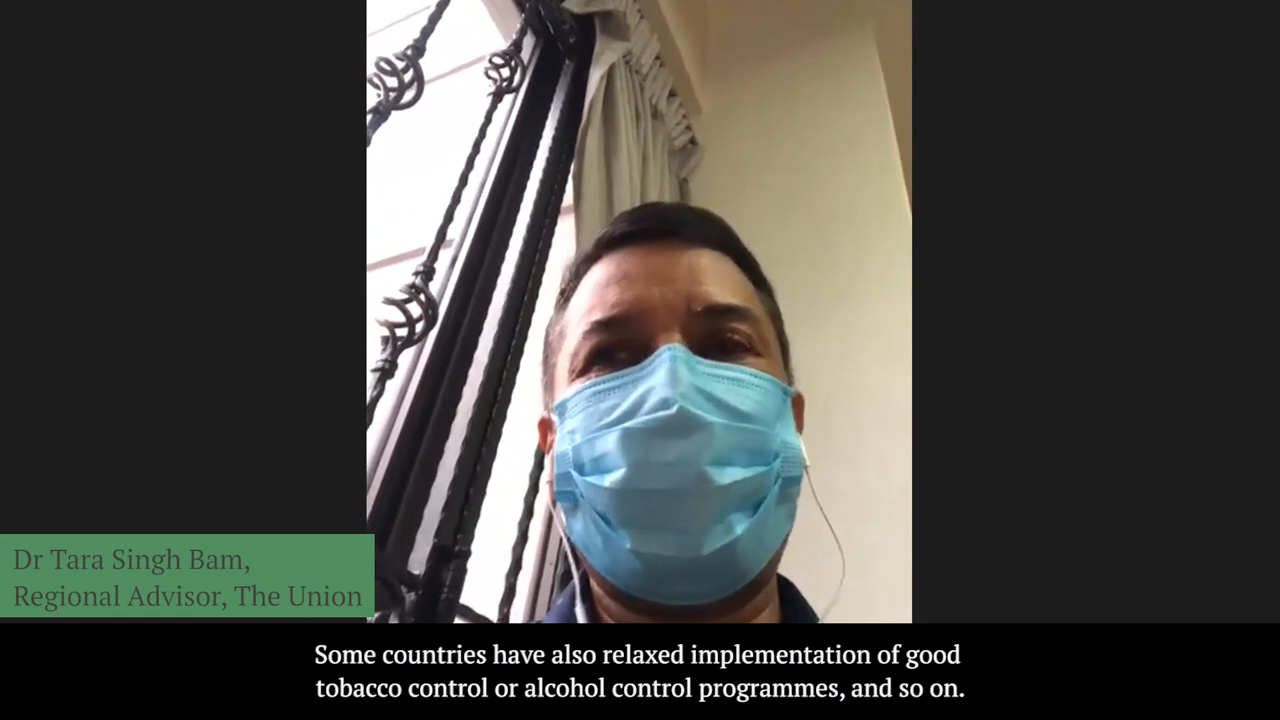 Dr Tara Singh Bam,
Regional Advisor, The Union
Some countries have also relaxed implementation of good
tobacco control or alcohol control programmes, and so on.